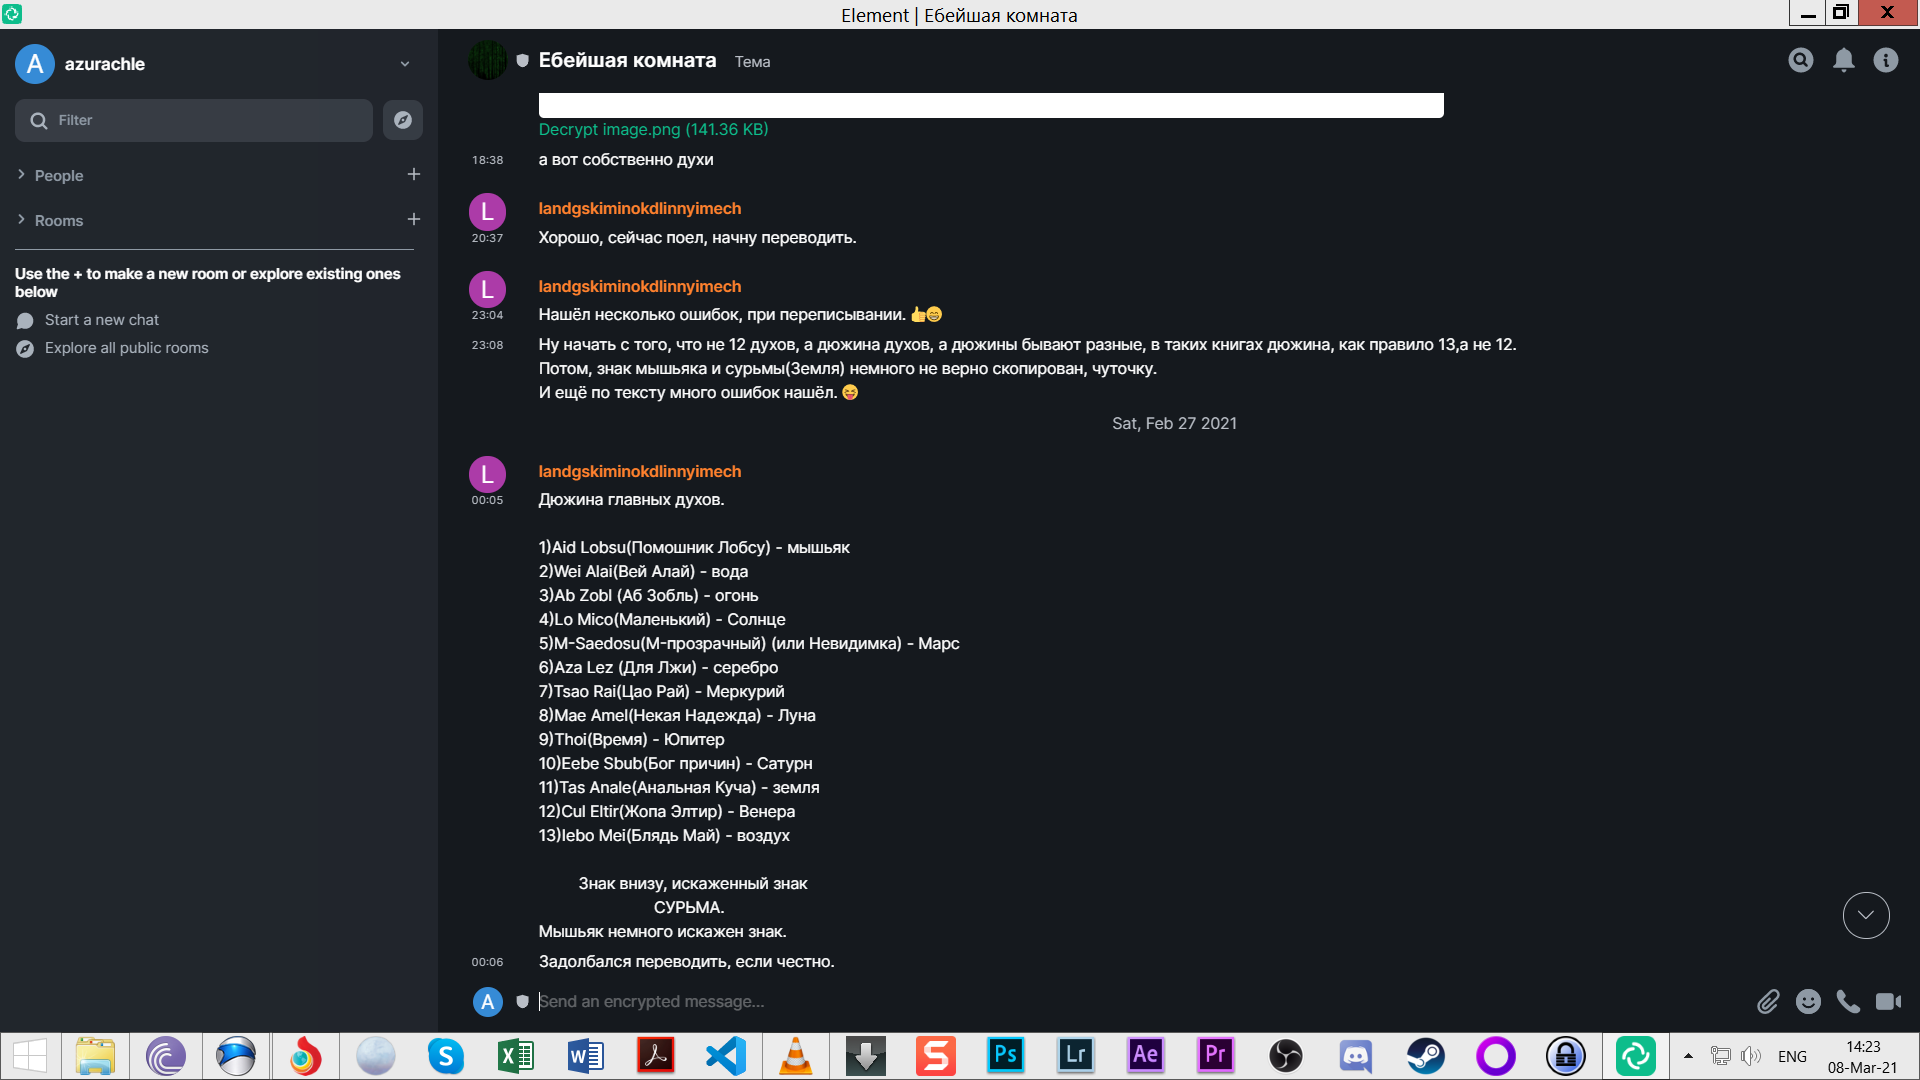 Element | Ебейшая комната
A
azurachle
Filter
People
Rooms
Use the + to make a new room or explore existing ones
below
Start a new chat
Explore all public rooms
Ебейшая комната Тема
Decrypt image.png (141.36 KB)
18:38 а вот собственно духи
L
landgskiminokdlinnyimech
20:37 Хорошо, сейчас поел, начну переводить.
L
landgskiminokdlinnyimech
23:04 Нашёл несколько ошибок, при переписывании. 👍😁
23:08 Ну начать с того, что не 12 духов, а дюжина духов, а дюжины бывают разные, в таких книгах дюжина, как правило 13,а не 12.
Потом, знак мышьяка и сурьмы(Земля) немного не верно скопирован, чуточку.
И ещё по тексту много ошибок нашёл. 😝
Sat, Feb 27 2021
L
landgskiminokdlinnyimech
00:05 Дюжина главных духов.
1)Aid Lobsu(Помошник Лобсу) - мышьяк
2)Wei Alai(Вей Алай) - вода
3)Ab Zobl (Аб Зобль) - огонь
4)Lo Mico(Маленький) - Солнце
5)M-Saedosu(М-прозрачный) (или Невидимка) - Марс
6)Aza Lez (Для Лжи) - серебро
7)Tsao Rai(Цао Рай) - Меркурий
8)Mae Amel(Некая Надежда) - Луна
9)Thoi(Время) - Юпитер
10)Eebe Sbub(Бог причин) - Сатурн
11)Tas Anale(Анальная Куча) - земля
12)Cul Eltir(Жопа Элтир) - Венера
13)Iebo Mei(Блядь Май) - воздух
Знак внизу, искаженный знак
СУРЬМА.
Мышьяк немного искажен знак.
00:06 Задолбался переводить, если честно.
A
Send an encrypted message...
Ps
Lr
Ae
Pr
ENG
14:23
08-Mar-21